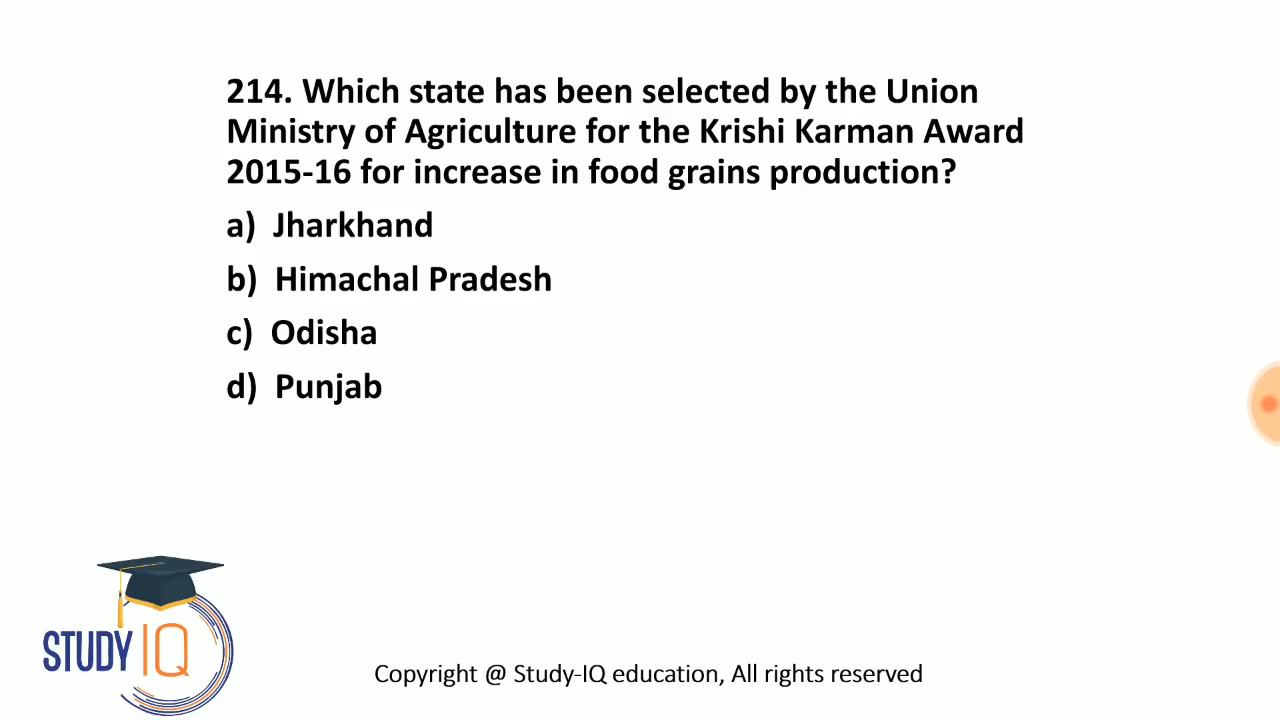 214. Which state has been selected by the Union
Ministry of Agriculture for the Krishi Karman Award
2015-16 for increase in food grains production?
a) Jharkhand
b) Himachal Pradesh
c) Odisha
d) Punjab
STUDY IQ
Copyright @ Study-IQ education, All rights reserved